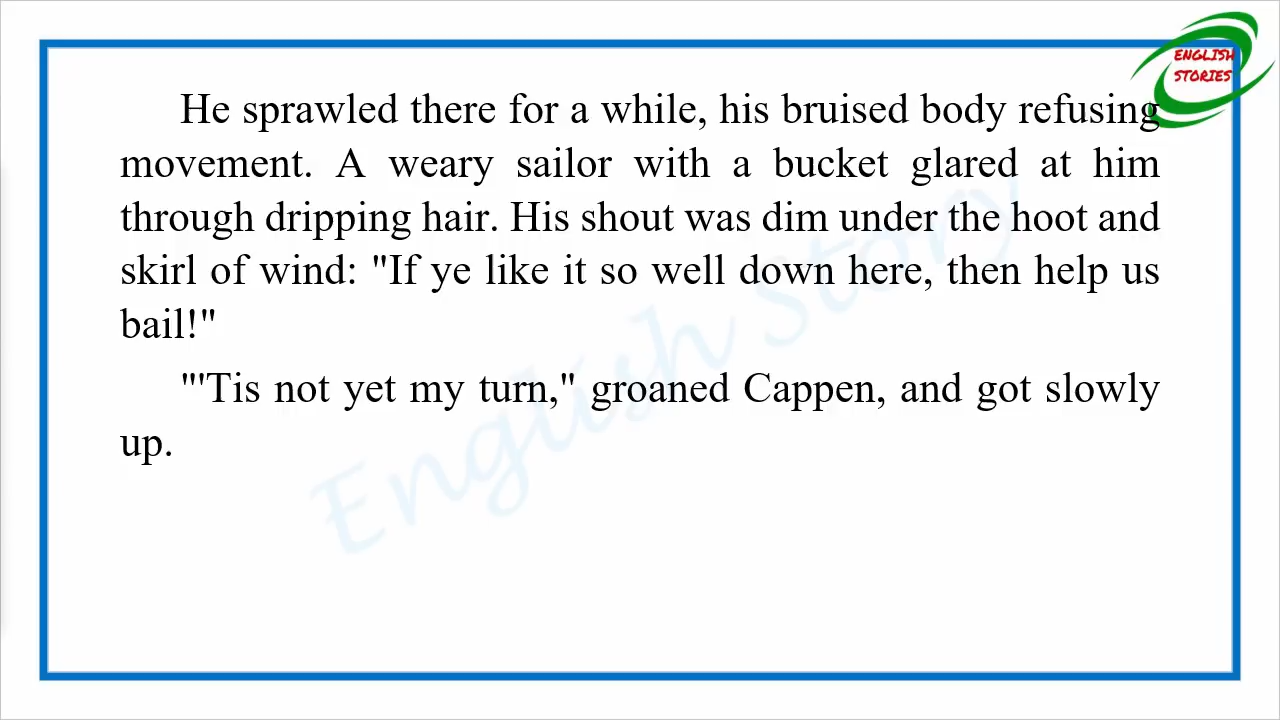 ENGLISH
STORIES
He sprawled there for a while, his bruised body refusing
movement. A weary sailor with a bucket glared at him
through dripping hair. His shout was dim under the hoot and
skirl of wind: "If ye like it so well down here, then help us
bail!"
"'Tis not yet my turn," groaned Cappen, and got slowly
up.
English Story